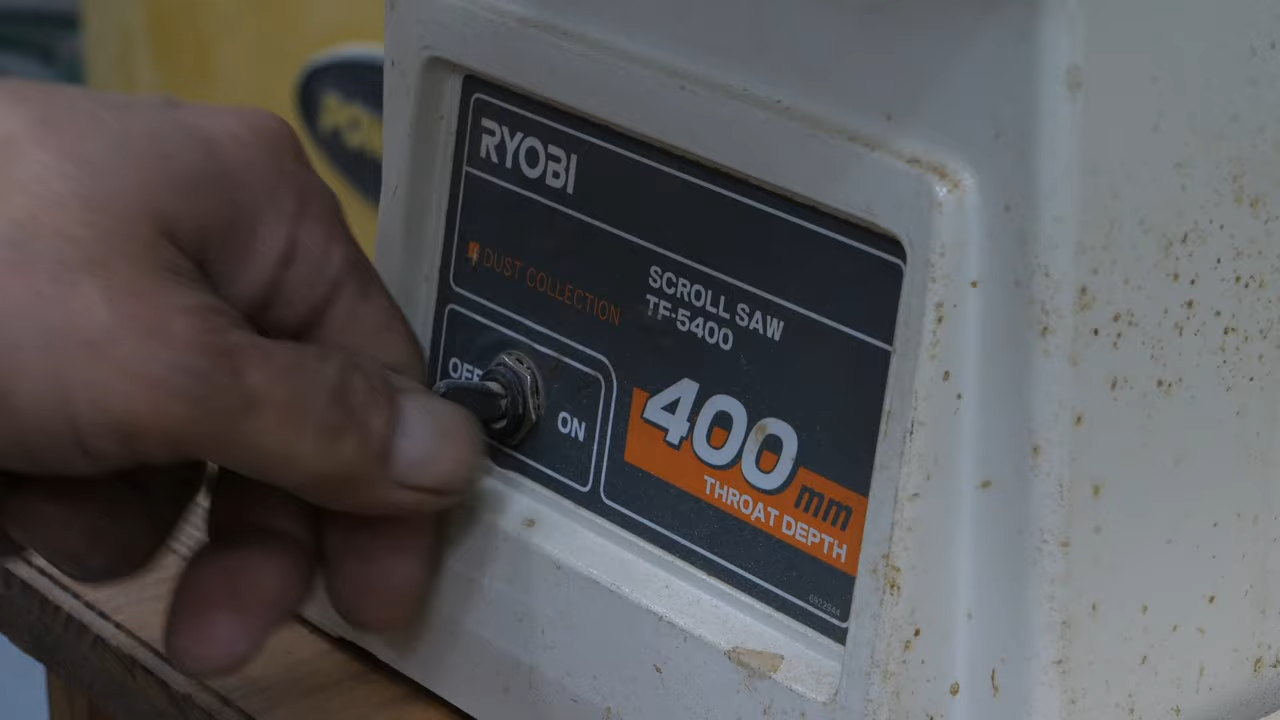 RYOBI
DUST COLLECTION
SCROLL SAW
TF-5400
OFF
ON
400 mm
THROAT DEPTH